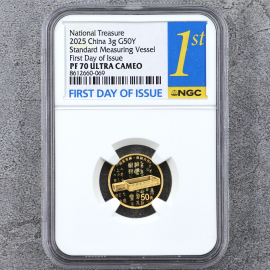 National Treasure
2025 China 3g G50Y
Standard Measuring Vessel
First Day of Issue
PF 70 ULTRA CAMEO
8612660-069
1st
FIRST DAY OF ISSUE
NGC
50